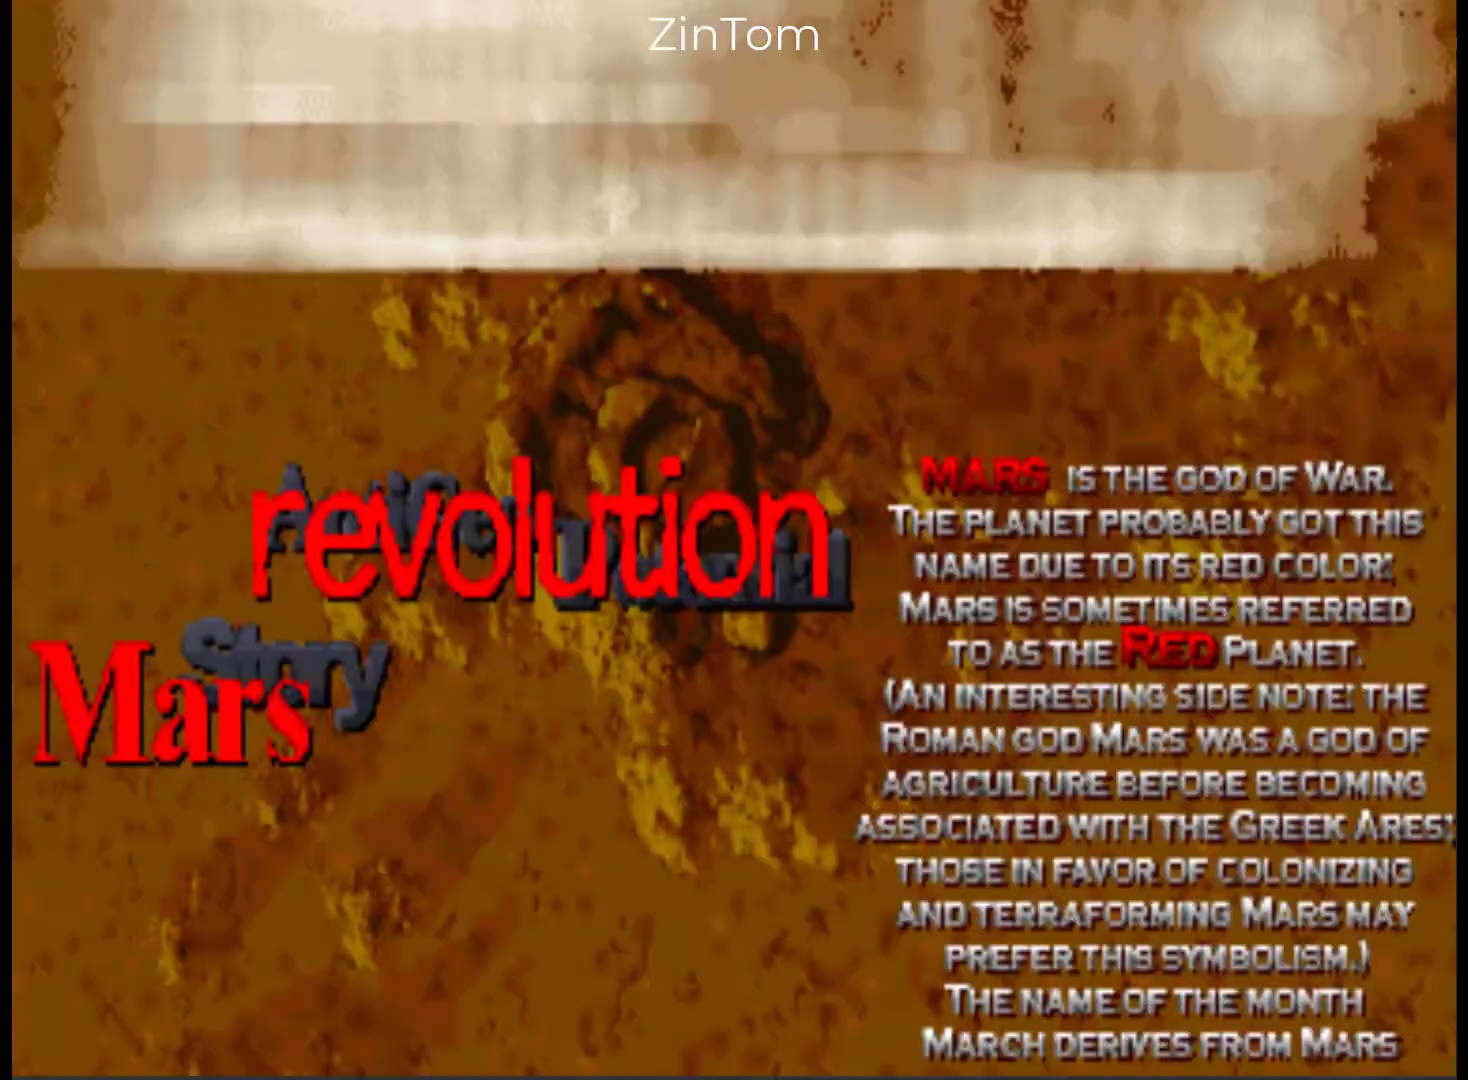 ZinTom
revolution
Story
Mars
MARS IS THE GOD OF WAR.
THE PLANET PROBABLY GOT THIS
NAME DUE TO ITS RED COLOR;
MARS IS SOMETIMES REFERRED
TO AS THE RED PLANET.
(AN INTERESTING SIDE NOTE: THE
ROMAN GOD MARS WAS A GOD OF
AGRICULTURE BEFORE BECOMING
ASSOCIATED WITH THE GREEK ARES;
THOSE IN FAVOR OF COLONIZING
AND TERRAFORMING MARS MAY
PREFER THIS SYMBOLISM.)
THE NAME OF THE MONTH
MARCH DERIVES FROM MARS